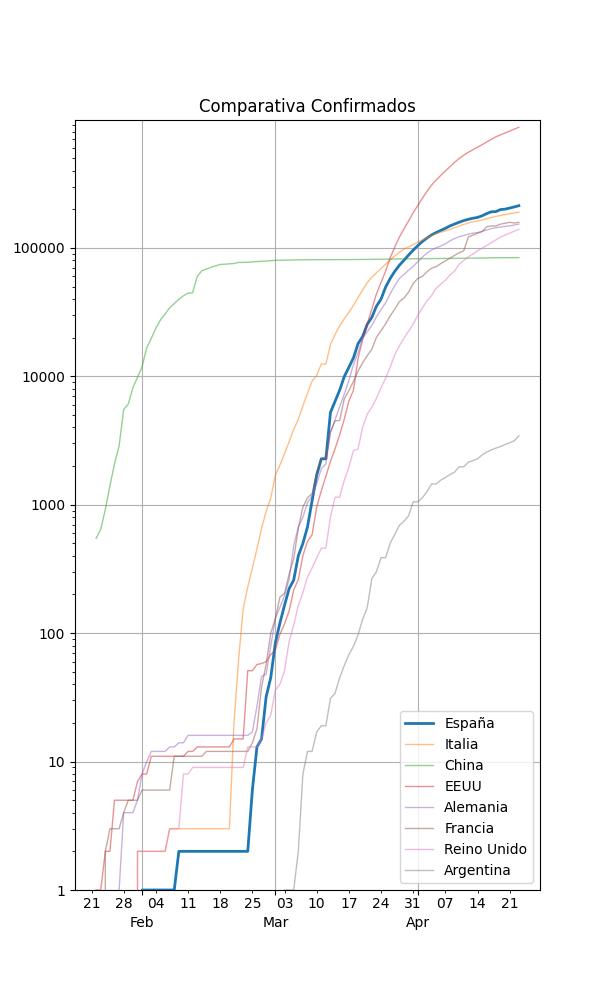 Comparativa Confirmados
100000
10000
1000
100
10
1
21 28 04 11 18 25 03 10 17 24 31 07 14 21
Feb Mar Apr
España
Italia
China
EEUU
Alemania
Francia
Reino Unido
Argentina